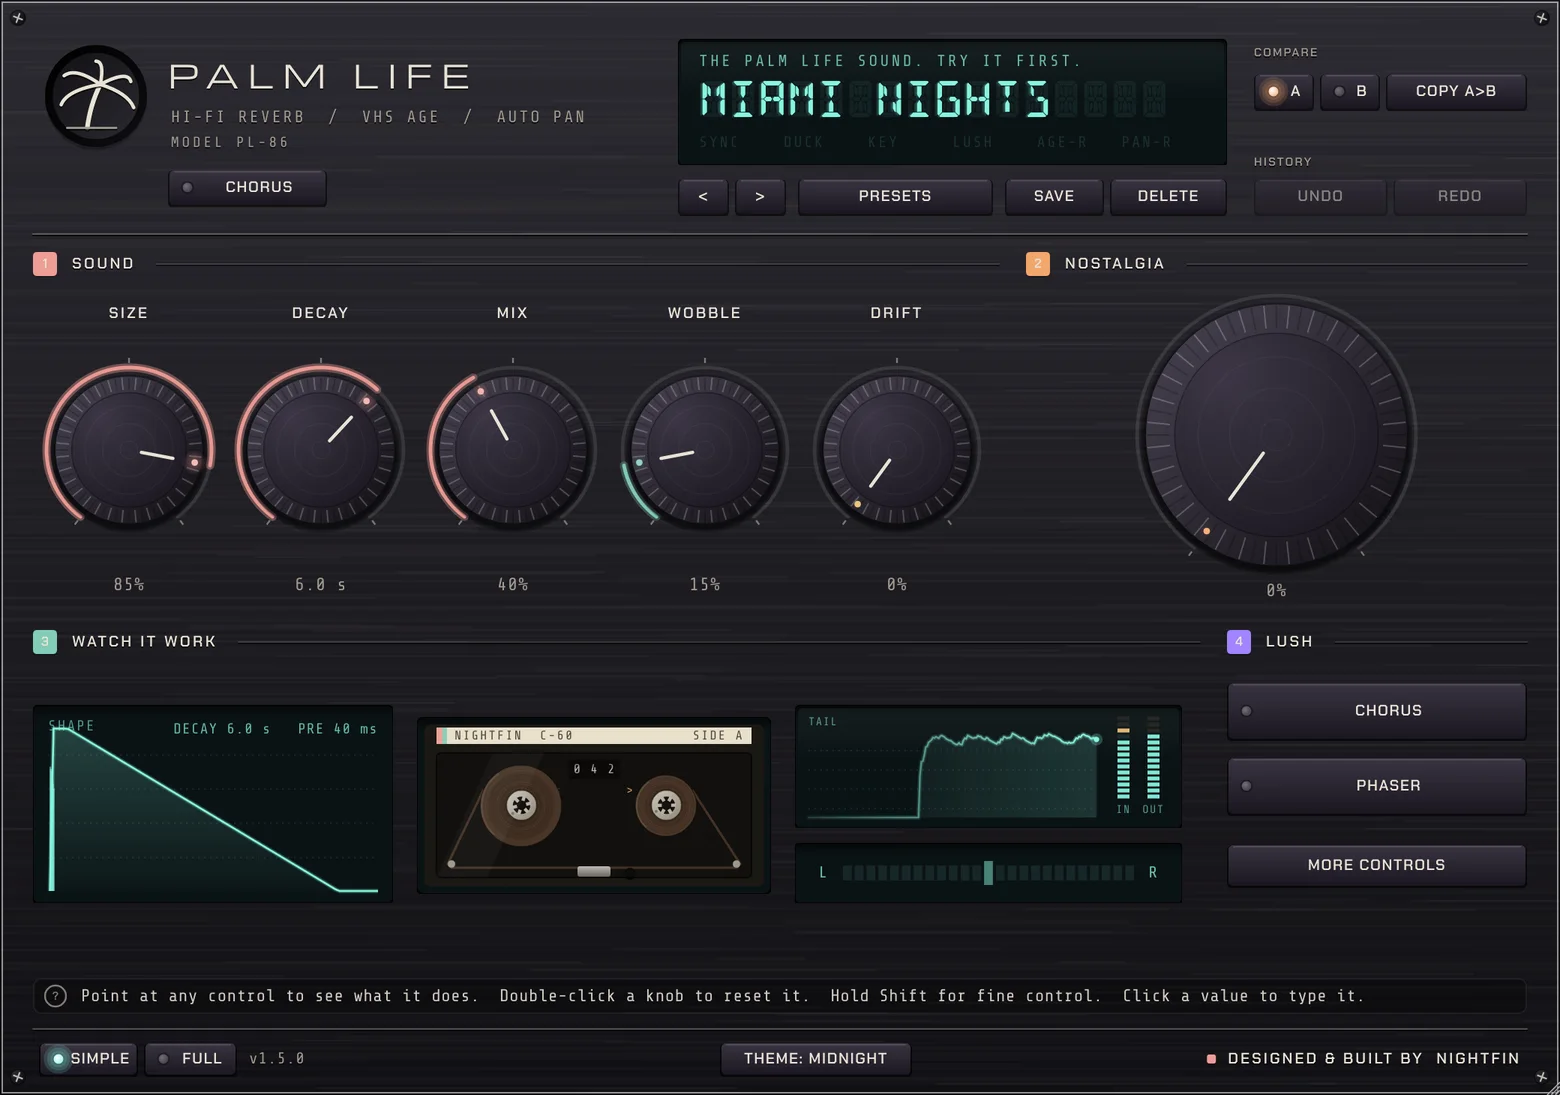 PALM LIFE
HI-FI REVERB / VHS AGE / AUTO PAN
MODEL PL-86
CHORUS
THE PALM LIFE SOUND. TRY IT FIRST.
MIAMI NIGHTS
SYNC DUCK KEY LUSH AGE-R PAN-R
< > PRESETS SAVE DELETE
COMPARE
A B COPY A>B
HISTORY
UNDO REDO
1 SOUND
SIZE DECAY MIX WOBBLE DRIFT
85% 6.0 s 40% 15% 0%
2 NOSTALGIA
0%
3 WATCH IT WORK
SHAPE DECAY 6.0 s PRE 40 ms
NIGHTFIN C-60 SIDE A
0 4 2
>
TAIL
IN OUT
L R
4 LUSH
CHORUS
PHASER
MORE CONTROLS
? Point at any control to see what it does. Double-click a knob to reset it. Hold Shift for fine control. Click a value to type it.
SIMPLE FULL v1.5.0 THEME: MIDNIGHT DESIGNED & BUILT BY NIGHTFIN